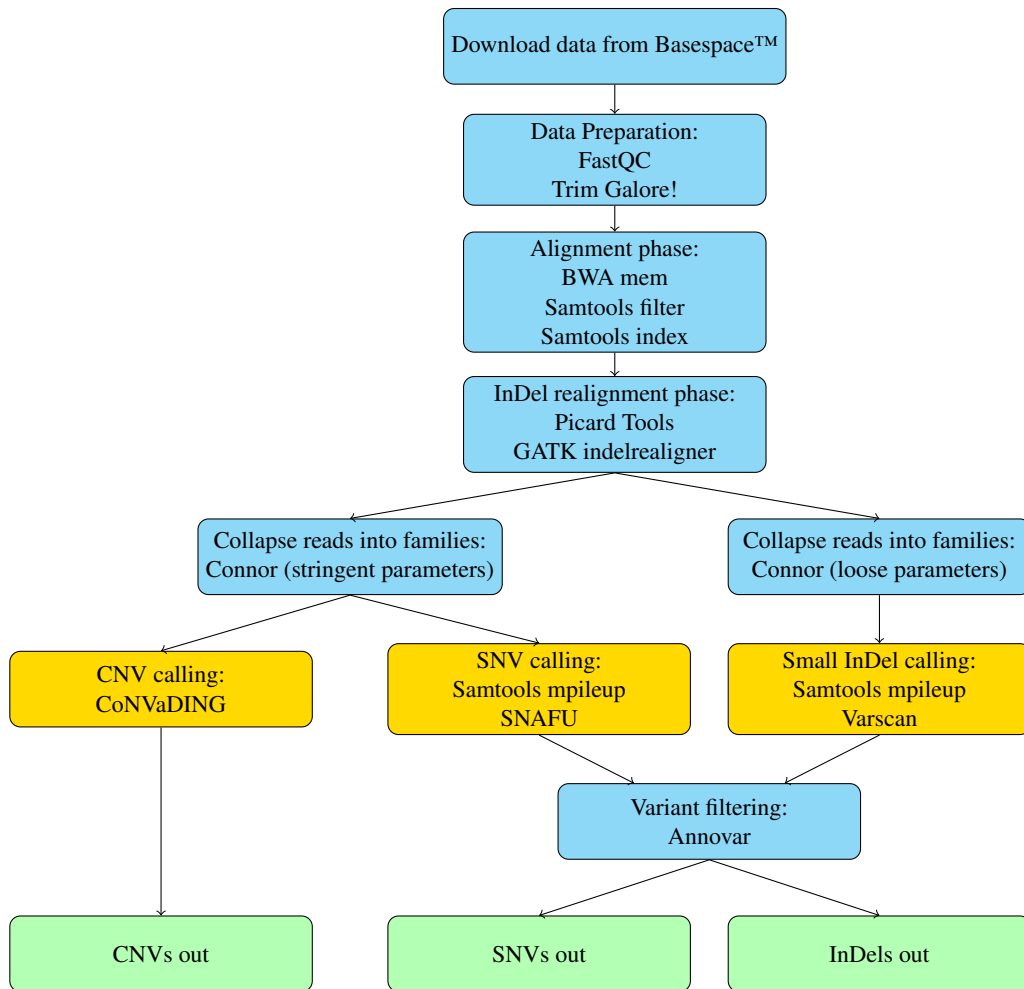 Download data from Basespace™
Data Preparation:
FastQC
Trim Galore!
Alignment phase:
BWA mem
Samtools filter
Samtools index
InDel realignment phase:
Picard Tools
GATK indelrealigner
Collapse reads into families:
Connor (stringent parameters)
Collapse reads into families:
Connor (loose parameters)
CNV calling:
CoNVaDING
SNV calling:
Samtools mpileup
SNAFU
Small InDel calling:
Samtools mpileup
Varscan
Variant filtering:
Annovar
CNVs out
SNVs out
InDels out